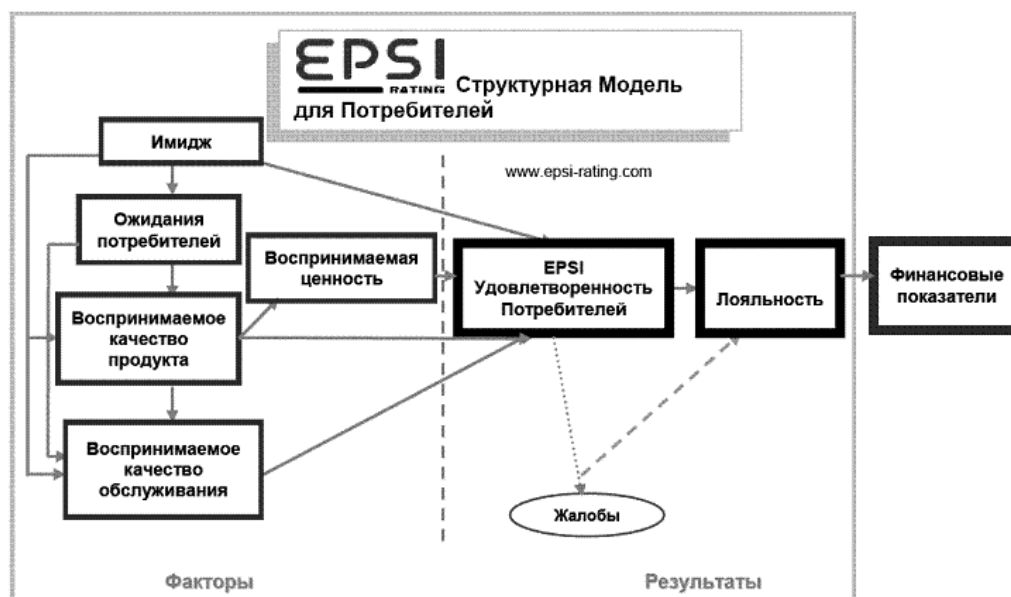 EPSI
RATING Структурная Модель
для Потребителей
Имидж
www.epsi-rating.com
Ожидания
потребителей
Воспринимаемая
ценность
EPSI
Удовлетворенность
Потребителей
Лояльность
Финансовые
показатели
Воспринимаемое
качество
продукта
Воспринимаемое
качество
обслуживания
Жалобы
Факторы
Результаты